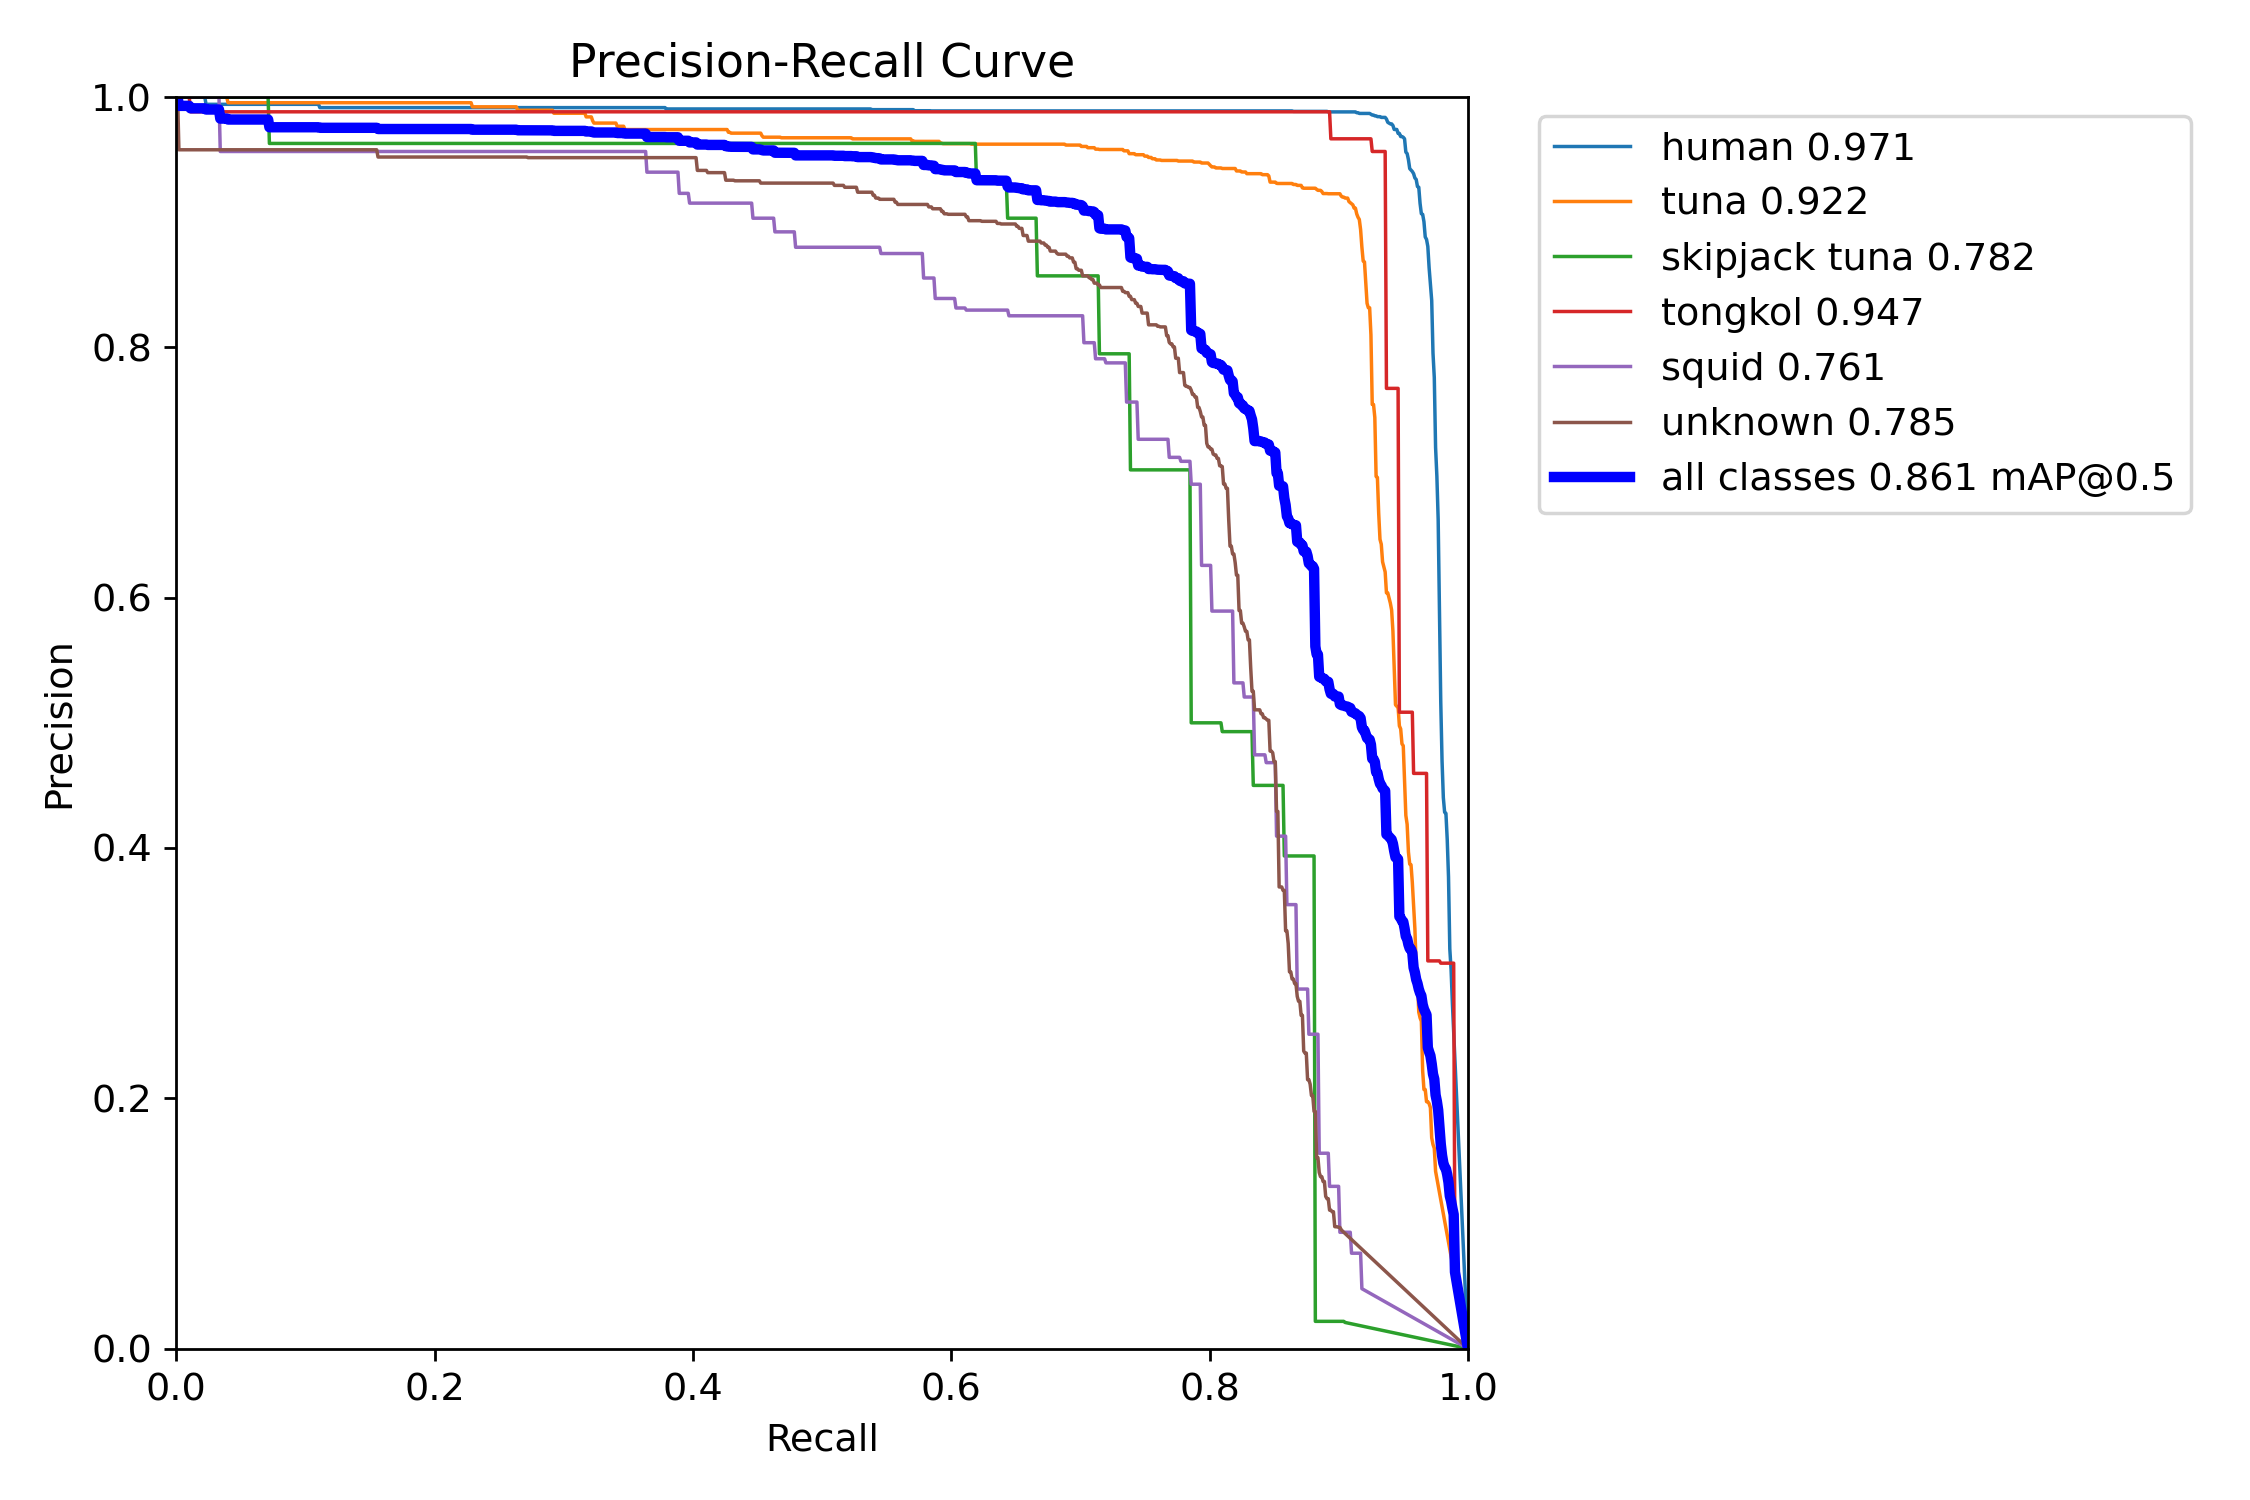 Precision-Recall Curve
1.0
0.8
0.6
0.4
0.2
0.0
Precision
0.0 0.2 0.4 0.6 0.8 1.0
Recall
human 0.971
tuna 0.922
skipjack tuna 0.782
tongkol 0.947
squid 0.761
unknown 0.785
all classes 0.861 mAP@0.5